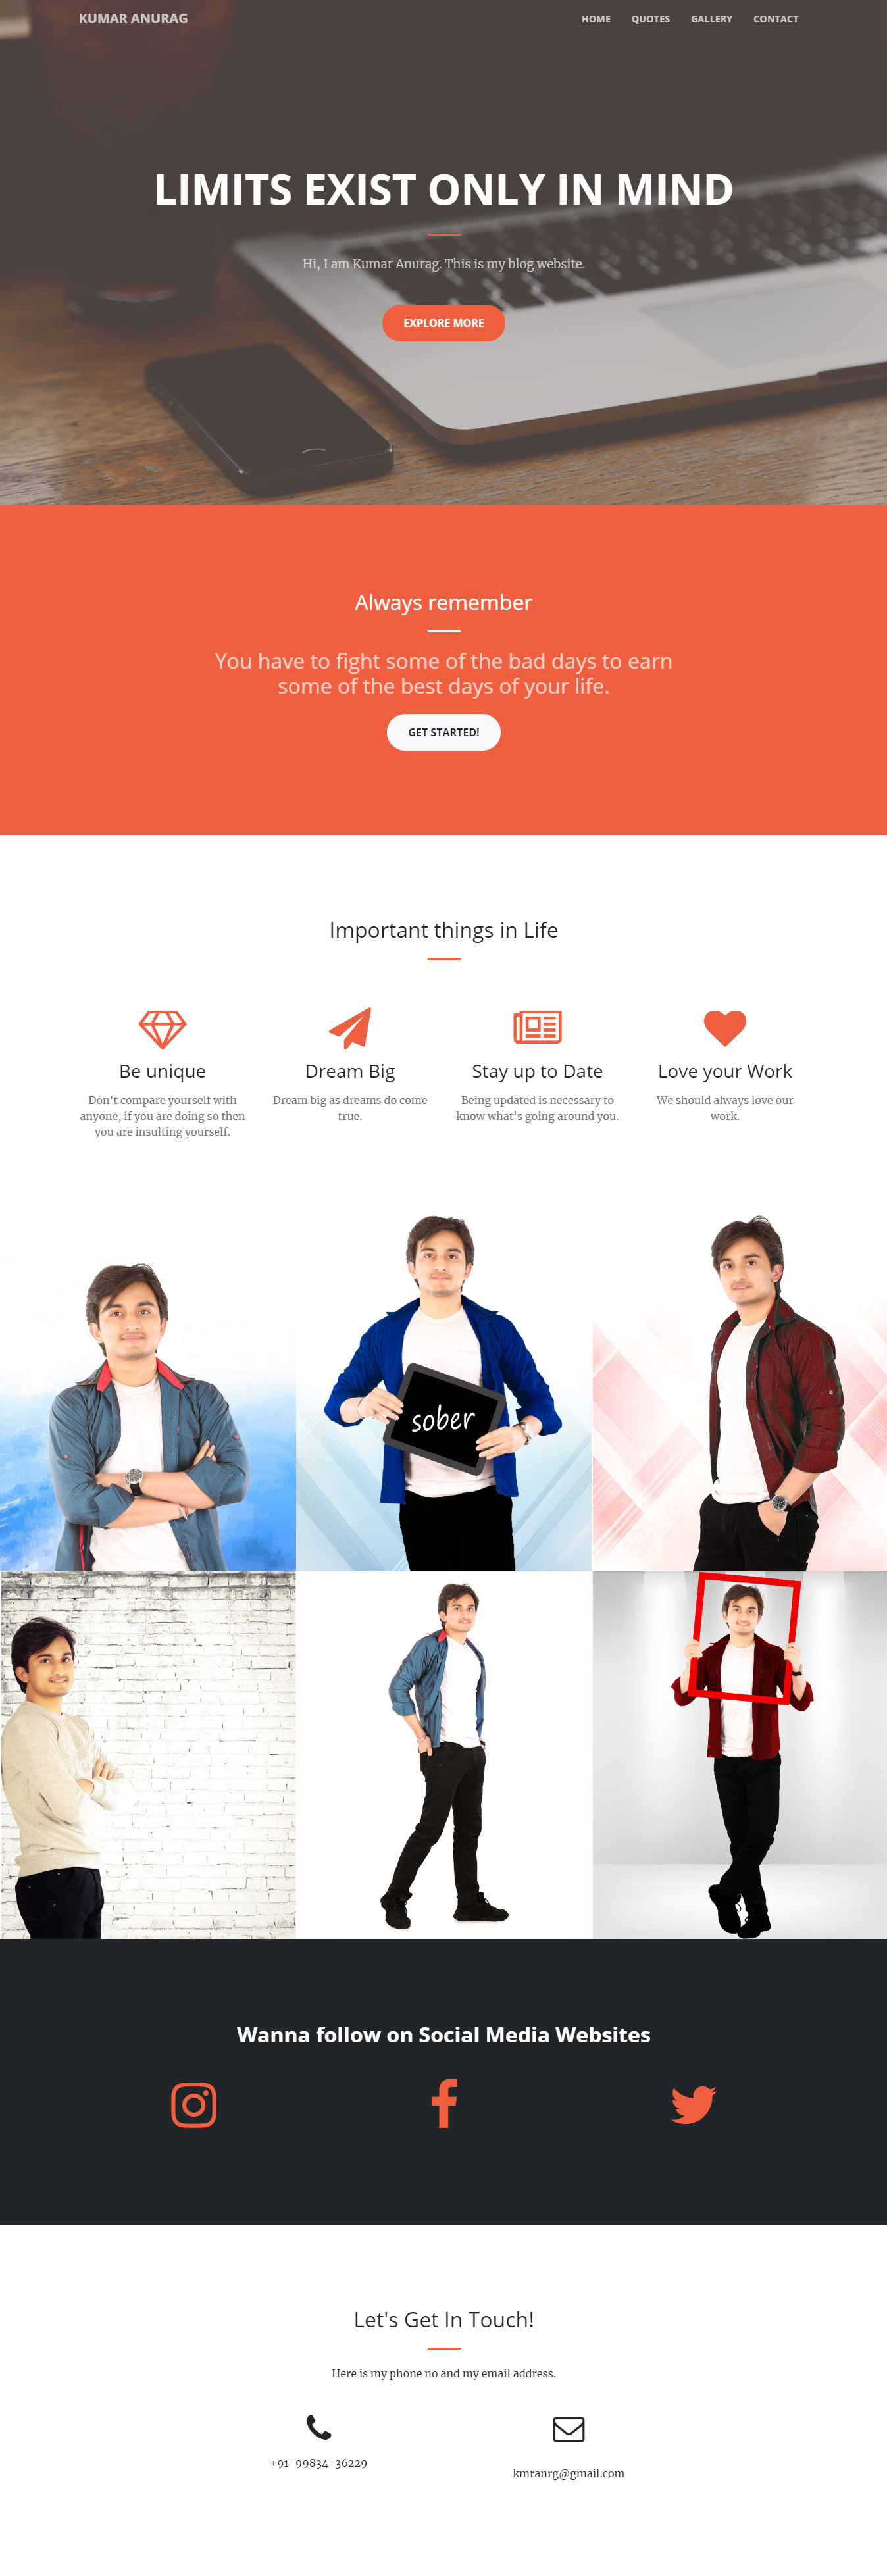 KUMAR ANURAG
HOME QUOTES GALLERY CONTACT
LIMITS EXIST ONLY IN MIND
Hi, I am Kumar Anurag. This is my blog website.
EXPLORE MORE
Always remember
You have to fight some of the bad days to earn
some of the best days of your life.
GET STARTED!
Important things in Life
Be unique
Don't compare yourself with
anyone, if you are doing so then
you are insulting yourself.
Dream Big
Dream big as dreams do come
true.
Stay up to Date
Being updated is necessary to
know what's going around you.
Love your Work
We should always love our
work.
sober
Wanna follow on Social Media Websites
Let's Get In Touch!
Here is my phone no and my email address.
+91-99834-36229
kmranrg@gmail.com